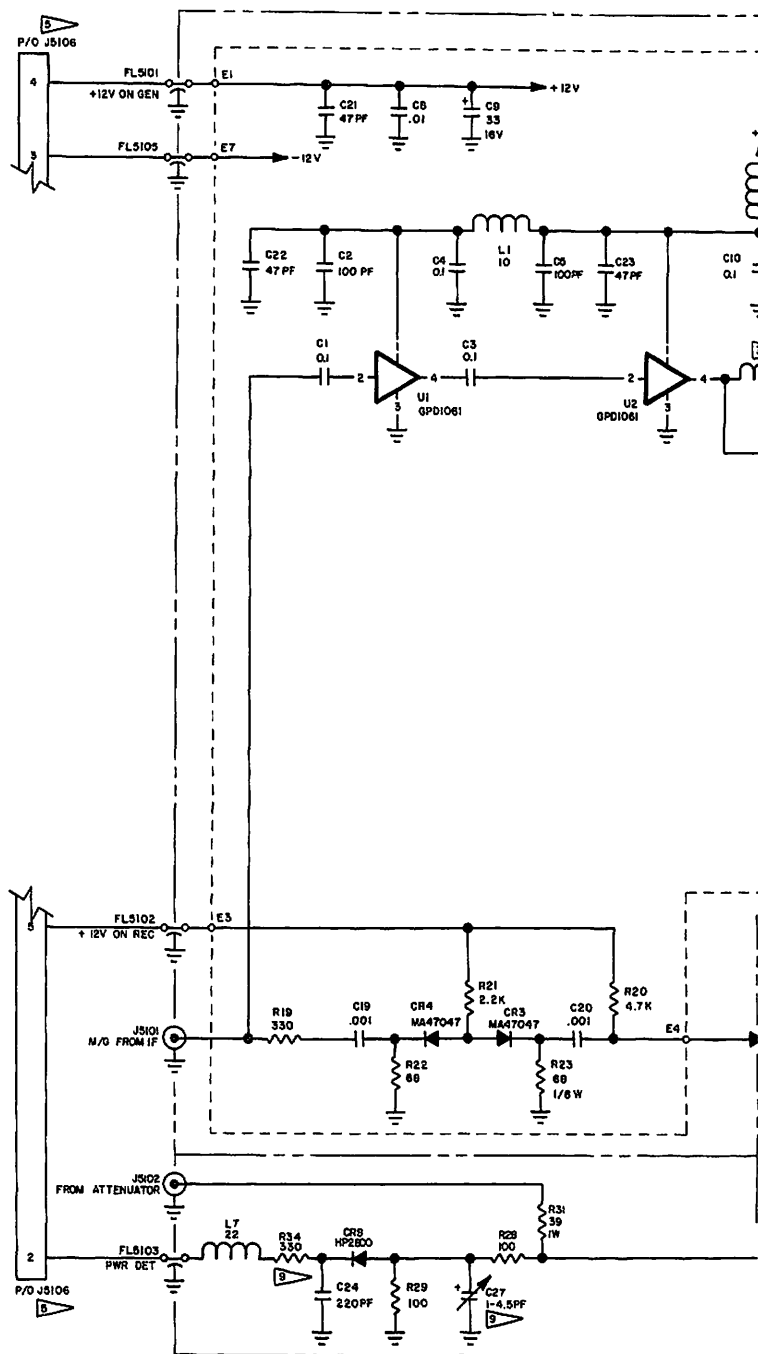 5
P/O J5106
4
FL5101
E1
+12V ON GEN
C21
47PF
C8
.01
+
C9
33
16V
+12V
3
FL5105
E7
-12V
+
C22
47PF
C2
100 PF
C4
0.1
L1
10
C5
100PF
C23
47PF
C10
0.1
C1
0.1
2
4
3
U1
GPD1061
C3
0.1
2
4
3
U2
GPD1061
5
FL5102
E3
+ 12V ON REC
R21
2.2K
R20
4.7K
J5101
M/G FROM IF
R19
330
C19
.001
CR4
MA47047
CR3
MA47047
C20
.001
E4
R22
68
R23
68
1/8W
J5102
FROM ATTENUATOR
R31
39
1W
2
FL5103
PWR DET
L7
22
R34
330
9
CR8
HP2800
R28
100
C24
220PF
R29
100
+
C27
1-4.5PF
9
P/O J5106